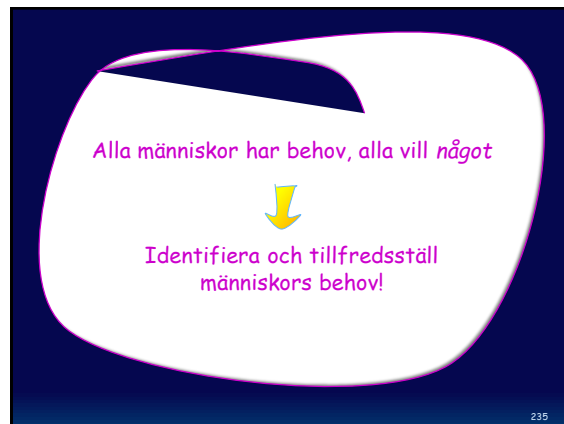 Alla människor har behov, alla vill något
Identifiera och tillfredsställ
människors behov!
235